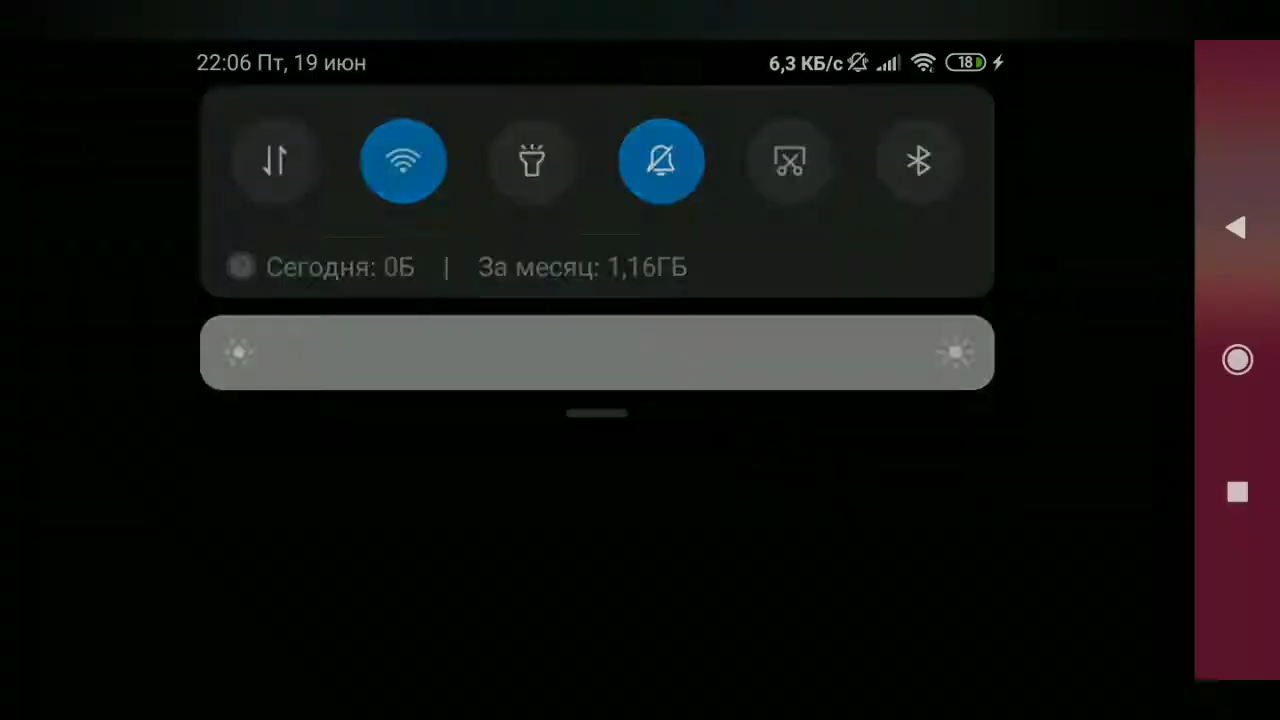 22:06 Пт, 19 июн 6,3 КБ/с 18
Сегодня: 0Б | За месяц: 1,16ГБ